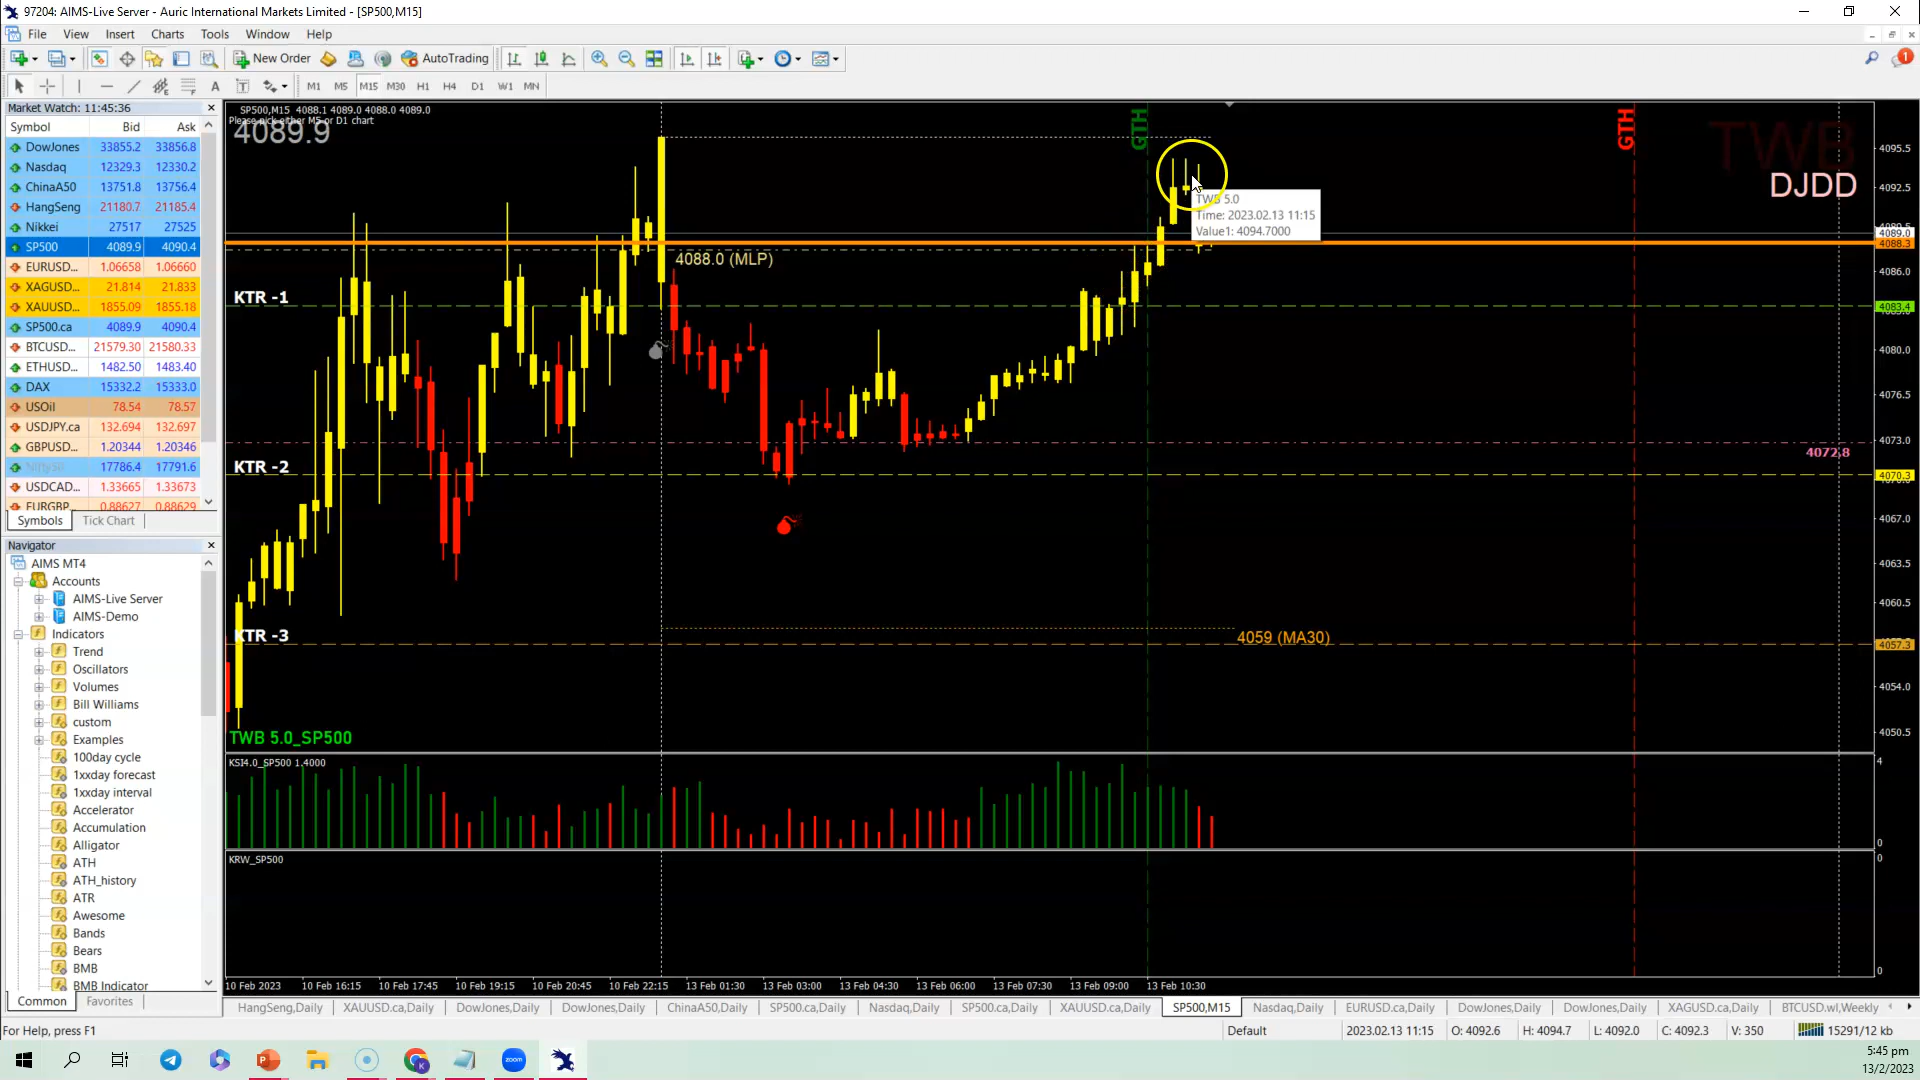 97204: AIMS-Live Server - Auric International Markets Limited - [SP500,M15]
File View Insert Charts Tools Window Help
New Order AutoTrading
A T M1 M5 M15 M30 H1 H4 D1 W1 MN
Market Watch: 11:45:36
Symbol Bid Ask
DowJones 33855.2 33856.8
Nasdaq 12329.3 12330.2
ChinaA50 13751.8 13756.4
HangSeng 21180.7 21185.4
Nikkei 27517 27525
SP500 4089.9 4090.4
EURUSD... 1.06658 1.06660
XAGUSD... 21.814 21.833
XAUUSD... 1855.09 1855.18
SP500.ca 4089.9 4090.4
BTCUSD... 21579.30 21580.33
ETHUSD... 1482.50 1483.40
DAX 15332.2 15333.0
USOil 78.54 78.57
USDJPY.ca 132.694 132.697
GBPUSD... 1.20344 1.20346
Nifty50 17786.4 17791.6
USDCAD... 1.33665 1.33673
EURGBP... 0.88627 0.88629
Symbols Tick Chart
Navigator
AIMS MT4
Accounts
AIMS-Live Server
AIMS-Demo
Indicators
Trend
Oscillators
Volumes
Bill Williams
custom
Examples
100day cycle
1xxday forecast
1xxday interval
Accelerator
Accumulation
Alligator
ATH
ATH_history
ATR
Awesome
Bands
Bears
BMB
BMB Indicator
Common Favorites
SP500,M15 4088.1 4089.0 4088.0 4089.0
Please pick either M5 or D1 chart
4089.9
GTH
GTH
TWB
DJDD
TWB 5.0
Time: 2023.02.13 11:15
Value1: 4094.7000
4088.0 (MLP)
KTR -1
KTR -2
KTR -3
4072.8
4059 (MA30)
TWB 5.0_SP500
4095.5
4092.5
4089.0
4088.3
4086.0
4083.4
4080.0
4076.5
4073.0
4070.3
4067.0
4063.5
4060.5
4057.3
4054.0
4050.5
KSI4.0_SP500 1.4000
4
0
KRW_SP500
0
0
10 Feb 2023 10 Feb 16:15 10 Feb 17:45 10 Feb 19:15 10 Feb 20:45 10 Feb 22:15 13 Feb 01:30 13 Feb 03:00 13 Feb 04:30 13 Feb 06:00 13 Feb 07:30 13 Feb 09:00 13 Feb 10:30
HangSeng,Daily XAUUSD.ca,Daily DowJones,Daily DowJones,Daily ChinaA50,Daily SP500.ca,Daily Nasdaq,Daily SP500.ca,Daily XAUUSD.ca,Daily SP500,M15 Nasdaq,Daily EURUSD.ca,Daily DowJones,Daily DowJones,Daily XAGUSD.ca,Daily BTCUSD.wl,Weekly
For Help, press F1 Default 2023.02.13 11:15 O: 4092.6 H: 4094.7 L: 4092.0 C: 4092.3 V: 350 15291/12 kb
zoom
5:45 pm
13/2/2023